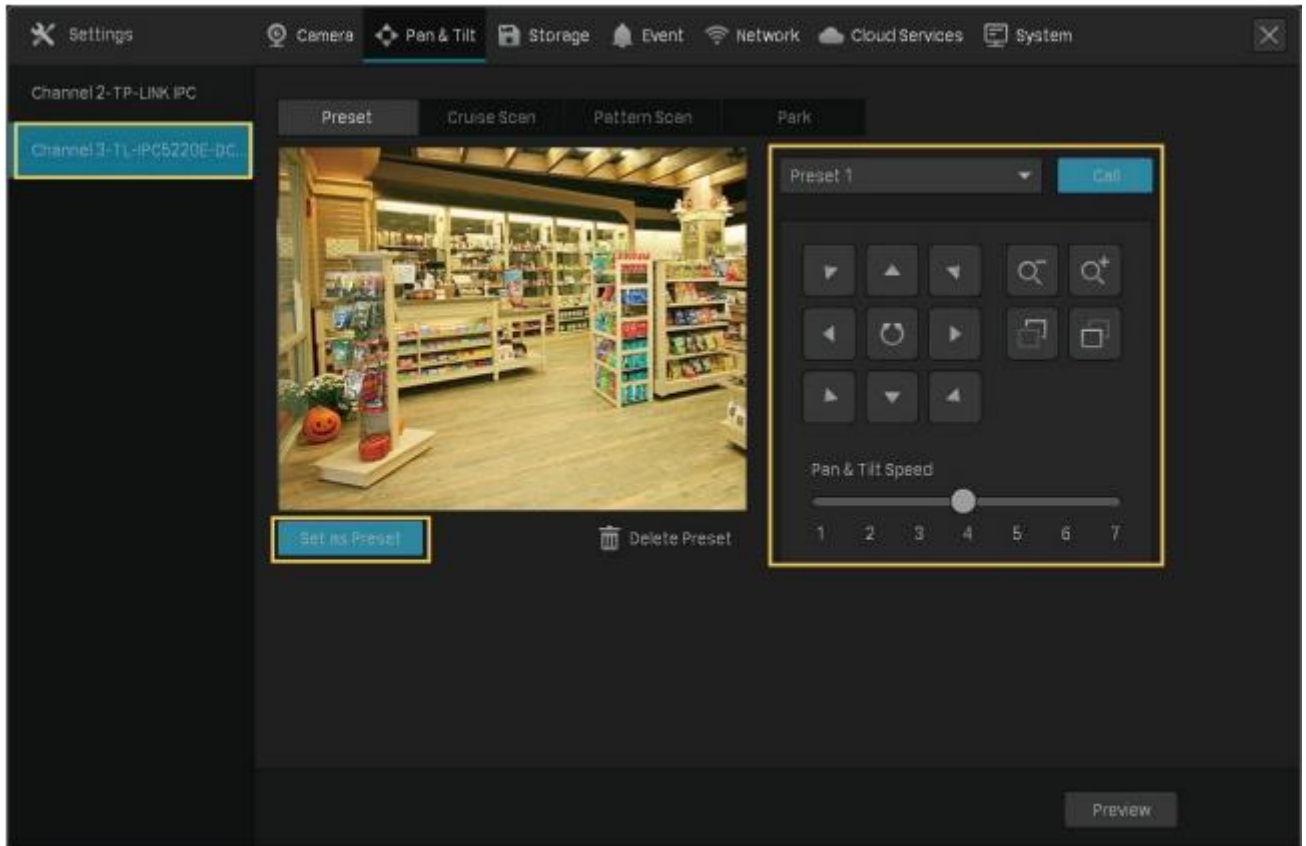 Settings
Camera
Pan & Tilt
Storage
Event
Network
Cloud Services
System
Channel 2-TP-LINK IPC
Channel 3-TL-IPC5220E-DC...
Preset
Cruise Scan
Pattern Scan
Park
Preset 1
Call
Pan & Tilt Speed
1 2 3 4 5 6 7
Set as Preset
Delete Preset
Preview